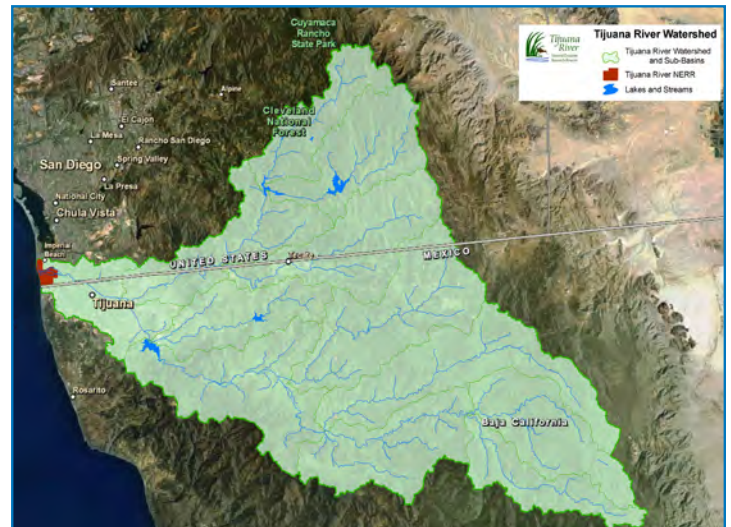 Cuyamaca
Rancho
State Park
Tijuana River Watershed
Tijuana
River
Tijuana River Watershed
and Sub-Basins
Tijuana River NERR
Lakes and Streams
Santee
Alpine
El Cajon
Cleveland
National
Forest
La Mesa
Rancho San Diego
San Diego
Spring Valley
La Presa
National City
Chula Vista
Imperial
Beach
UNITED STATES
MEXICO
Tijuana
Rosarito
Baja California